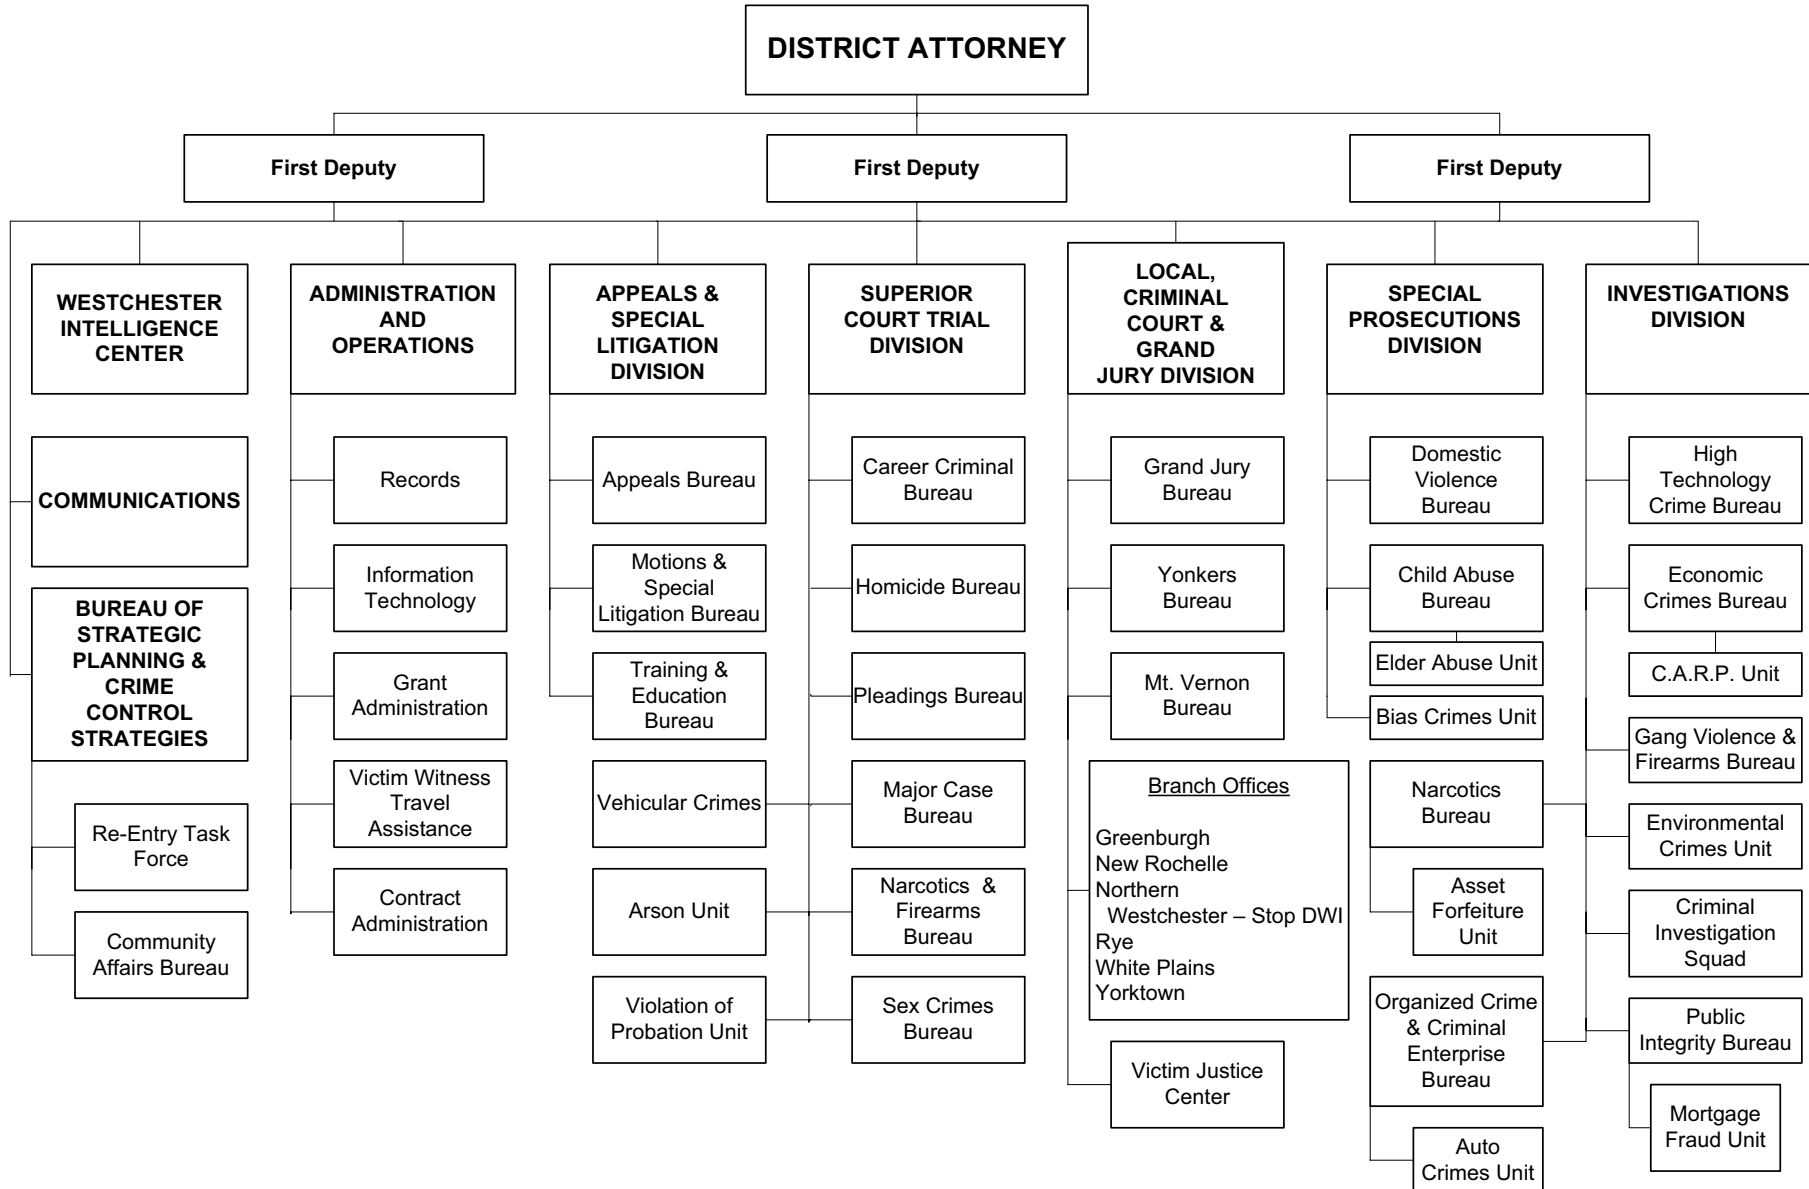 DISTRICT ATTORNEY
First Deputy
First Deputy
First Deputy
WESTCHESTER
INTELLIGENCE
CENTER
ADMINISTRATION
AND
OPERATIONS
APPEALS &
SPECIAL
LITIGATION
DIVISION
SUPERIOR
COURT TRIAL
DIVISION
LOCAL,
CRIMINAL
COURT &
GRAND
JURY DIVISION
SPECIAL
PROSECUTIONS
DIVISION
INVESTIGATIONS
DIVISION
COMMUNICATIONS
BUREAU OF
STRATEGIC
PLANNING &
CRIME
CONTROL
STRATEGIES
Re-Entry Task
Force
Community
Affairs Bureau
Records
Information
Technology
Grant
Administration
Victim Witness
Travel
Assistance
Contract
Administration
Appeals Bureau
Motions &
Special
Litigation Bureau
Training &
Education
Bureau
Vehicular Crimes
Arson Unit
Violation of
Probation Unit
Career Criminal
Bureau
Homicide Bureau
Pleadings Bureau
Major Case
Bureau
Narcotics &
Firearms
Bureau
Sex Crimes
Bureau
Grand Jury
Bureau
Yonkers
Bureau
Mt. Vernon
Bureau
Branch Offices
Greenburgh
New Rochelle
Northern
Westchester – Stop DWI
Rye
White Plains
Yorktown
Victim Justice
Center
Domestic
Violence
Bureau
Child Abuse
Bureau
Elder Abuse Unit
Bias Crimes Unit
Narcotics
Bureau
Asset
Forfeiture
Unit
Organized Crime
& Criminal
Enterprise
Bureau
Auto
Crimes Unit
High
Technology
Crime Bureau
Economic
Crimes Bureau
C.A.R.P. Unit
Gang Violence &
Firearms Bureau
Environmental
Crimes Unit
Criminal
Investigation
Squad
Public
Integrity Bureau
Mortgage
Fraud Unit